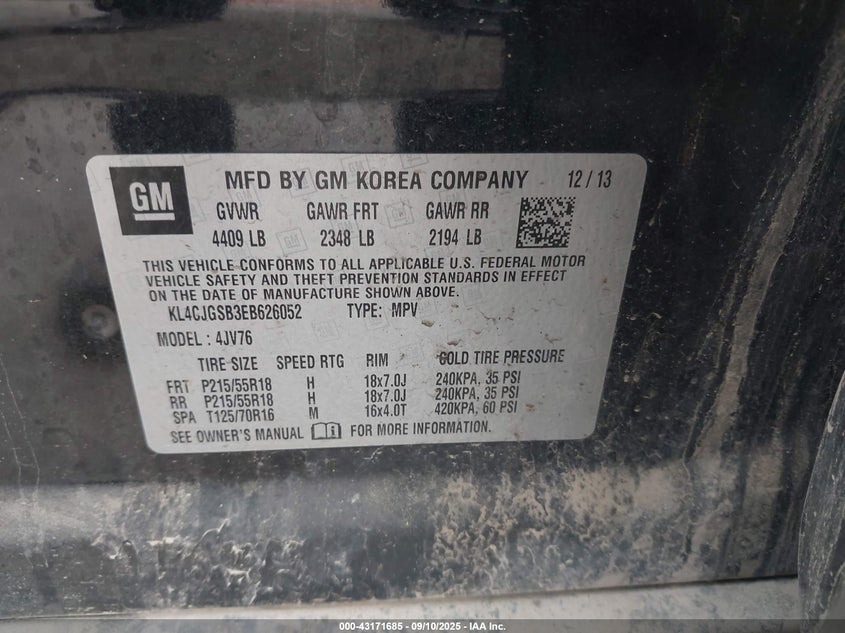 GM MFD BY GM KOREA COMPANY 12 / 13
GVWR GAWR FRT GAWR RR
4409 LB 2348 LB 2194 LB
THIS VEHICLE CONFORMS TO ALL APPLICABLE U.S. FEDERAL MOTOR
VEHICLE SAFETY AND THEFT PREVENTION STANDARDS IN EFFECT
ON THE DATE OF MANUFACTURE SHOWN ABOVE.
KL4CJGSB3EB626052 TYPE: MPV
MODEL : 4JV76
TIRE SIZE SPEED RTG RIM COLD TIRE PRESSURE
FRT P215/55R18 H 18x7.0J 240KPA, 35 PSI
RR P215/55R18 H 18x7.0J 240KPA, 35 PSI
SPA T125/70R16 M 16x4.0T 420KPA, 60 PSI
SEE OWNER'S MANUAL FOR MORE INFORMATION.
000-43171685 - 09/10/2025 - IAA Inc.